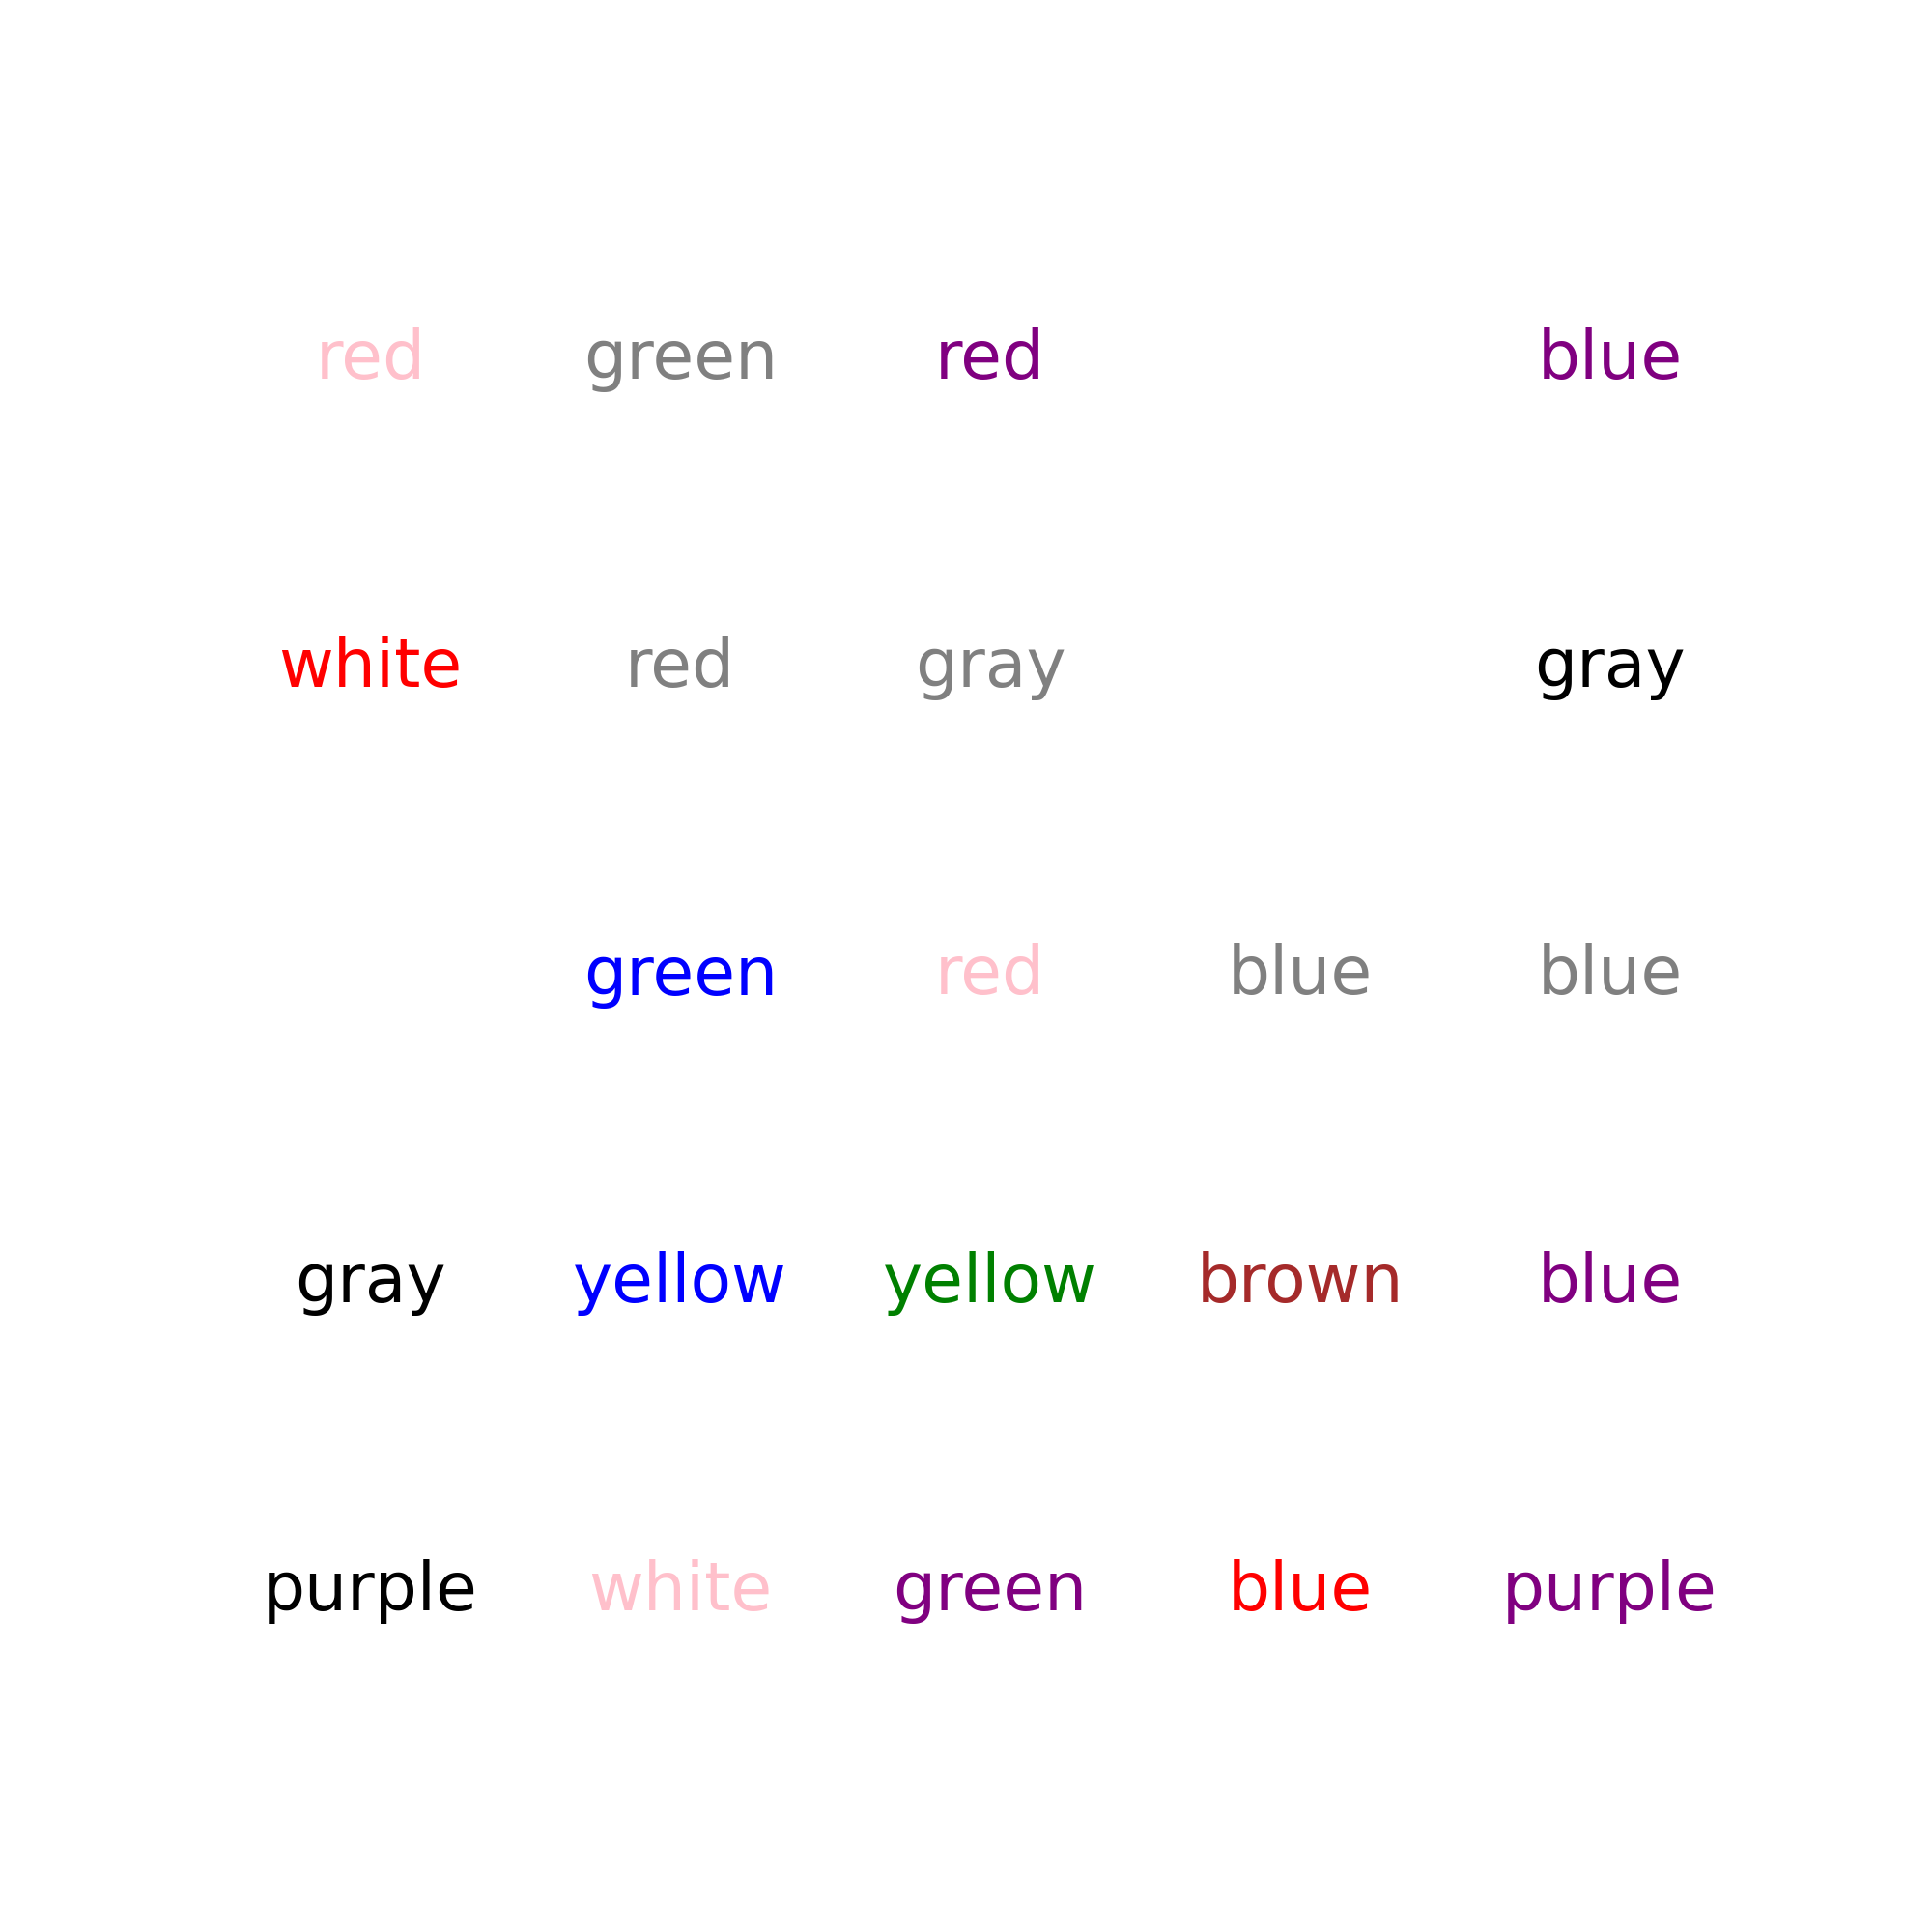 red green red blue
white red gray gray
green red blue blue
gray yellow yellow brown blue
purple white green blue purple